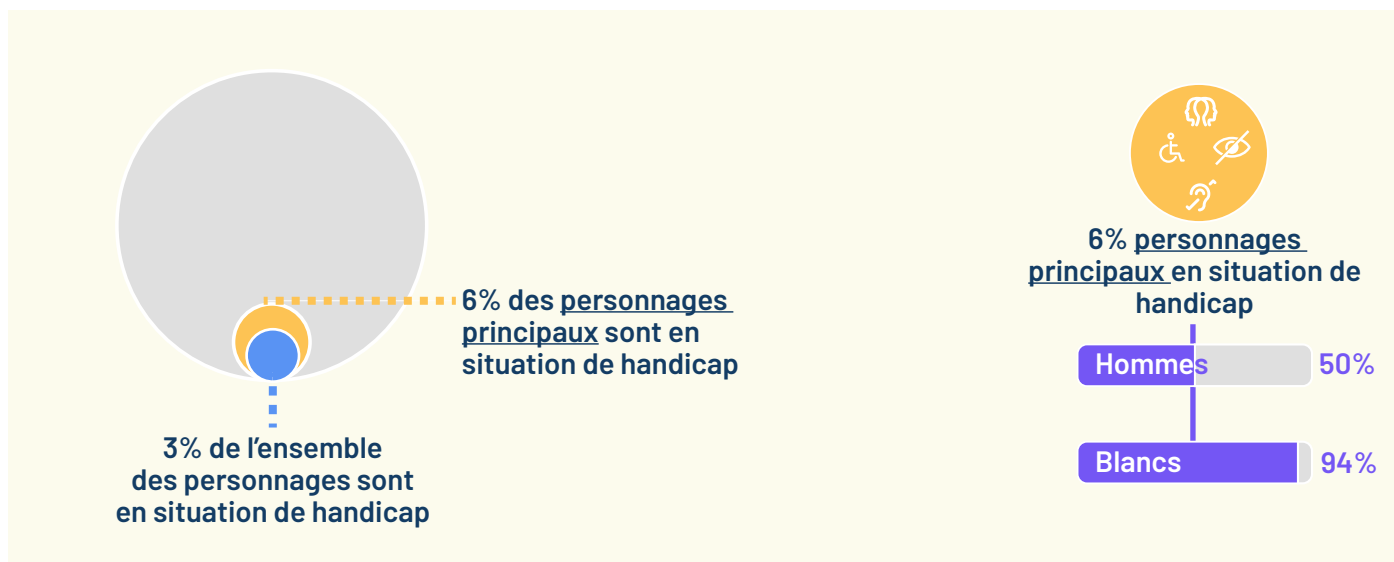 6% des personnages
principaux sont en
situation de handicap
3% de l’ensemble
des personnages sont
en situation de handicap
6% personnages
principaux en situation de
handicap
Hommes 50%
Blancs 94%